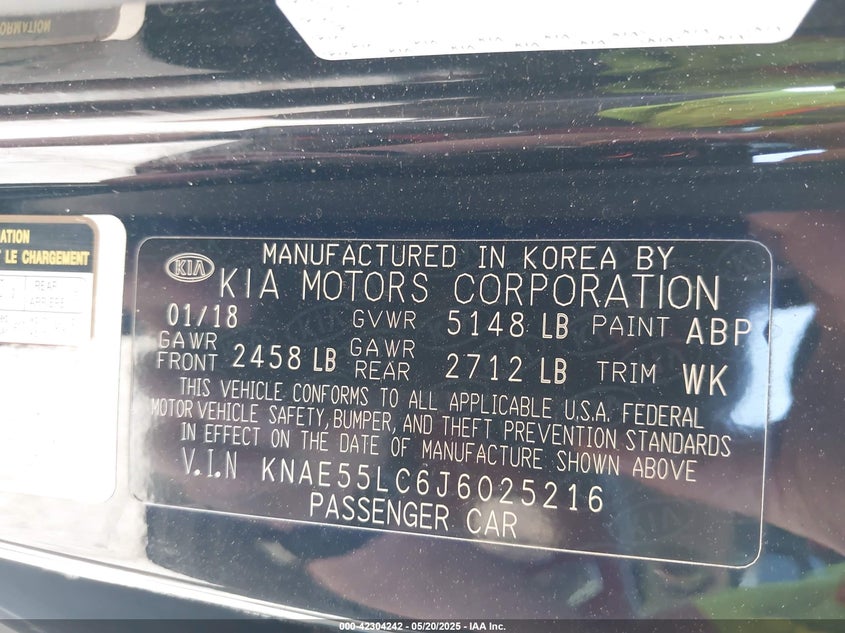 ORMATION
ATION
T LE CHARGEMENT
REAR
ARRIERE
KIA
MANUFACTURED IN KOREA BY
KIA MOTORS CORPORATION
01/18 GVWR 5148 LB PAINT ABP
GAWR FRONT 2458 LB GAWR REAR 2712 LB TRIM WK
THIS VEHICLE CONFORMS TO ALL APPLICABLE U.S.A. FEDERAL
MOTOR VEHICLE SAFETY, BUMPER, AND THEFT PREVENTION STANDARDS
IN EFFECT ON THE DATE OF MANUFACTURE SHOWN ABOVE
V.I.N KNAE55LC6J6025216
PASSENGER CAR
000-42304242 — 05/20/2025 — IAA Inc.